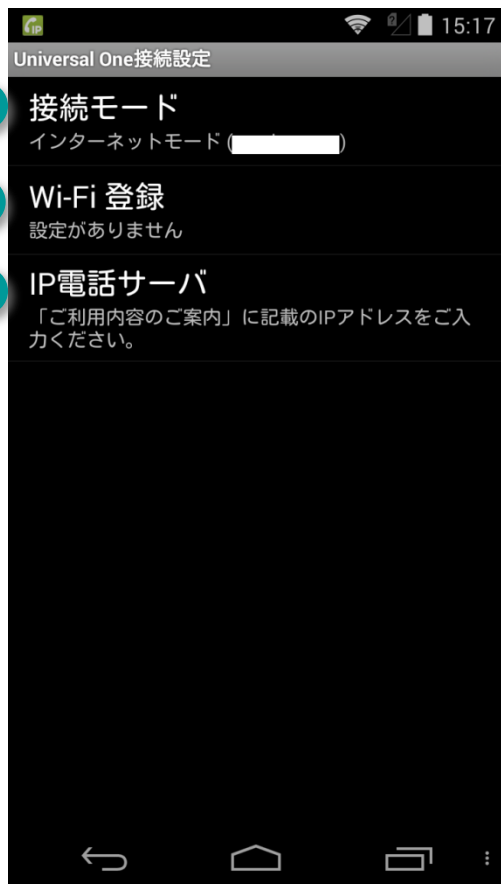 IP
15:17
Universal One接続設定
接続モード
インターネットモード ( )
Wi-Fi 登録
設定がありません
IP電話サーバ
「ご利用内容のご案内」に記載のIPアドレスをご入
力ください。